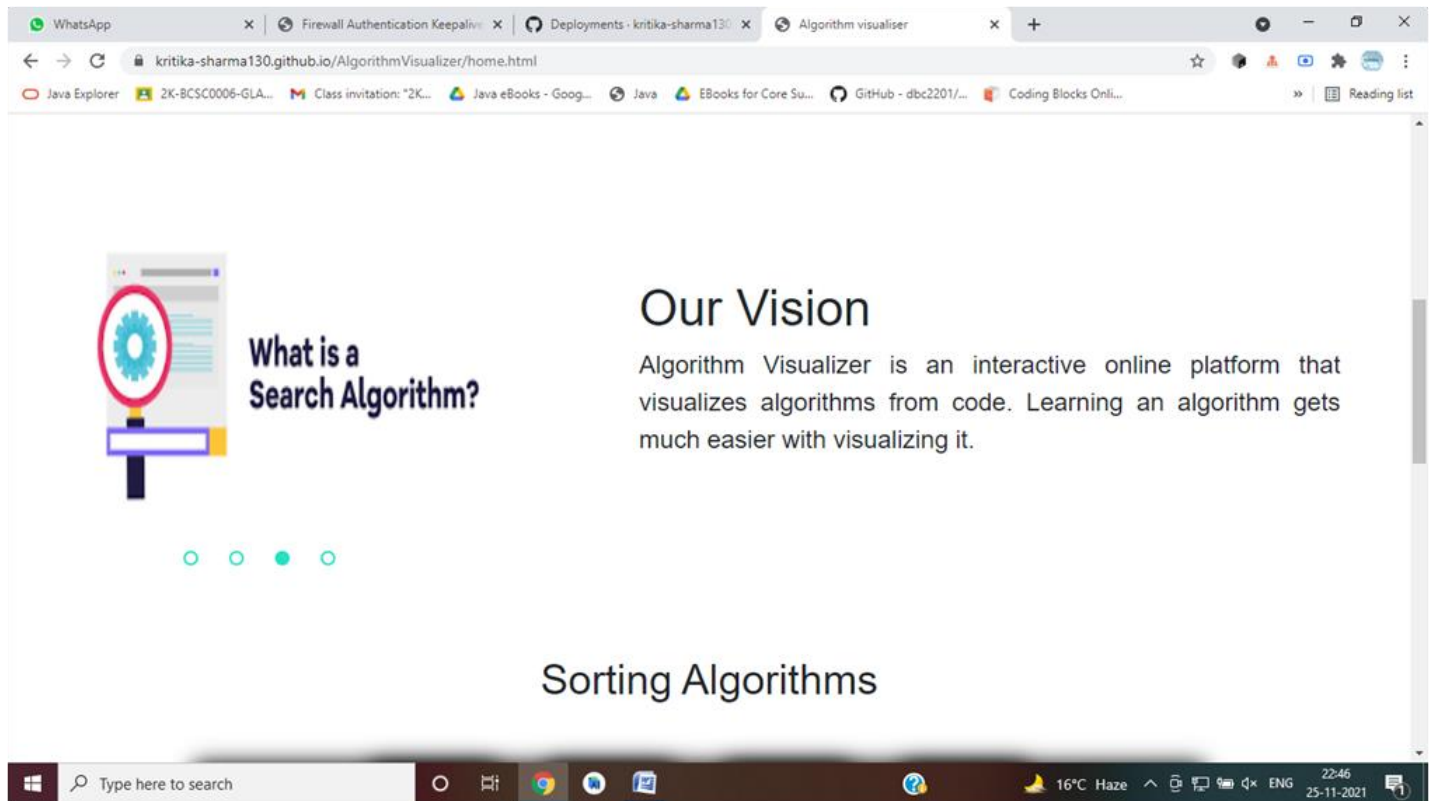 WhatsApp
Firewall Authentication Keepalive
Deployments · kritika-sharma130
Algorithm visualiser
kritika-sharma130.github.io/AlgorithmVisualizer/home.html
Java Explorer
2K-BCSC0006-GLA...
Class invitation: "2K...
Java eBooks - Goog...
Java
EBooks for Core Su...
GitHub - dbc2201/...
Coding Blocks Onli...
»
Reading list
What is a
Search Algorithm?
Our Vision
Algorithm Visualizer is an interactive online platform that
visualizes algorithms from code. Learning an algorithm gets
much easier with visualizing it.
Sorting Algorithms
Type here to search
16°C Haze
ENG
22:46
25-11-2021
1